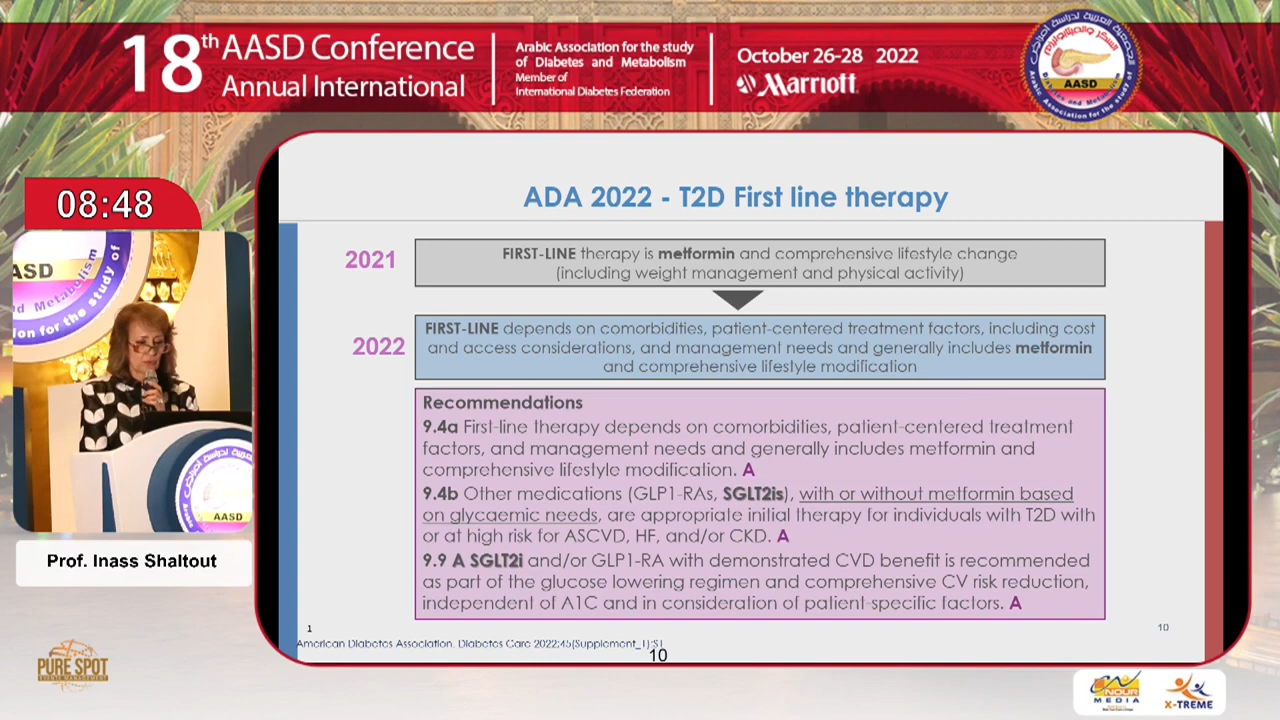 18th AASD Conference
Annual International
Arabic Association for the study
of Diabetes and Metabolism
Member of
International Diabetes Federation
October 26-28 2022
Marriott
AASD
08:48
ASD
AASD
Prof. Inass Shaltout
ADA 2022 - T2D First line therapy
2021
FIRST-LINE therapy is metformin and comprehensive lifestyle change
(including weight management and physical activity)
2022
FIRST-LINE depends on comorbidities, patient-centered treatment factors, including cost
and access considerations, and management needs and generally includes metformin
and comprehensive lifestyle modification
Recommendations
9.4a First-line therapy depends on comorbidities, patient-centered treatment
factors, and management needs and generally includes metformin and
comprehensive lifestyle modification. A
9.4b Other medications (GLP1-RAs, SGLT2is), with or without metformin based
on glycaemic needs, are appropriate initial therapy for individuals with T2D with
or at high risk for ASCVD, HF, and/or CKD. A
9.9 A SGLT2i and/or GLP1-RA with demonstrated CVD benefit is recommended
as part of the glucose lowering regimen and comprehensive CV risk reduction,
independent of A1C and in consideration of patient-specific factors. A
1
10
American Diabetes Association. Diabetes Care 2022;45(Supplement_1):S1
10
PURE SPOT
EVENTS MANAGEMENT
NOUR
MEDIA
X-TREME